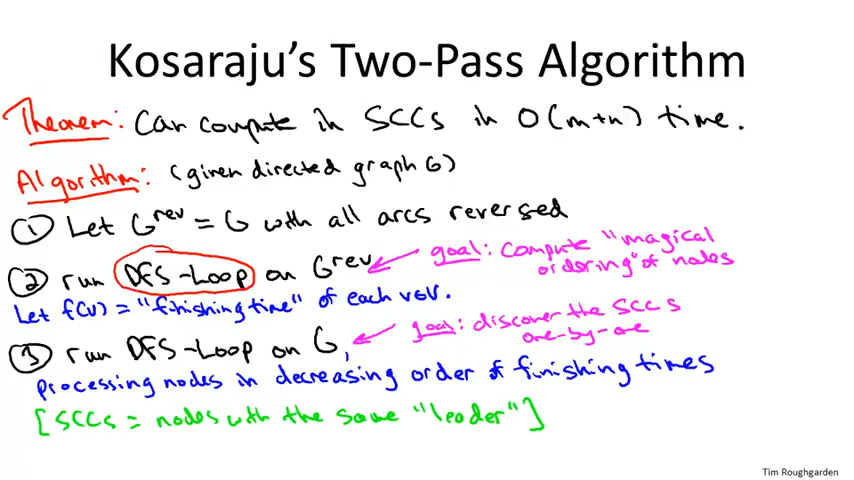 Kosaraju's Two-Pass Algorithm
Theorem: Can compute in SCCs in O(m+n) time.
Algorithm: (given directed graph G)
① Let G^rev = G with all arcs reversed
② run DFS-Loop on G^rev
goal: compute "magical
ordering" of nodes
Let f(v) = "finishing time" of each v∈V.
③ run DFS-Loop on G,
goal: discover the SCCs
one-by-one
processing nodes in decreasing order of finishing times
[SCCs = nodes with the same "leader"]
Tim Roughgarden